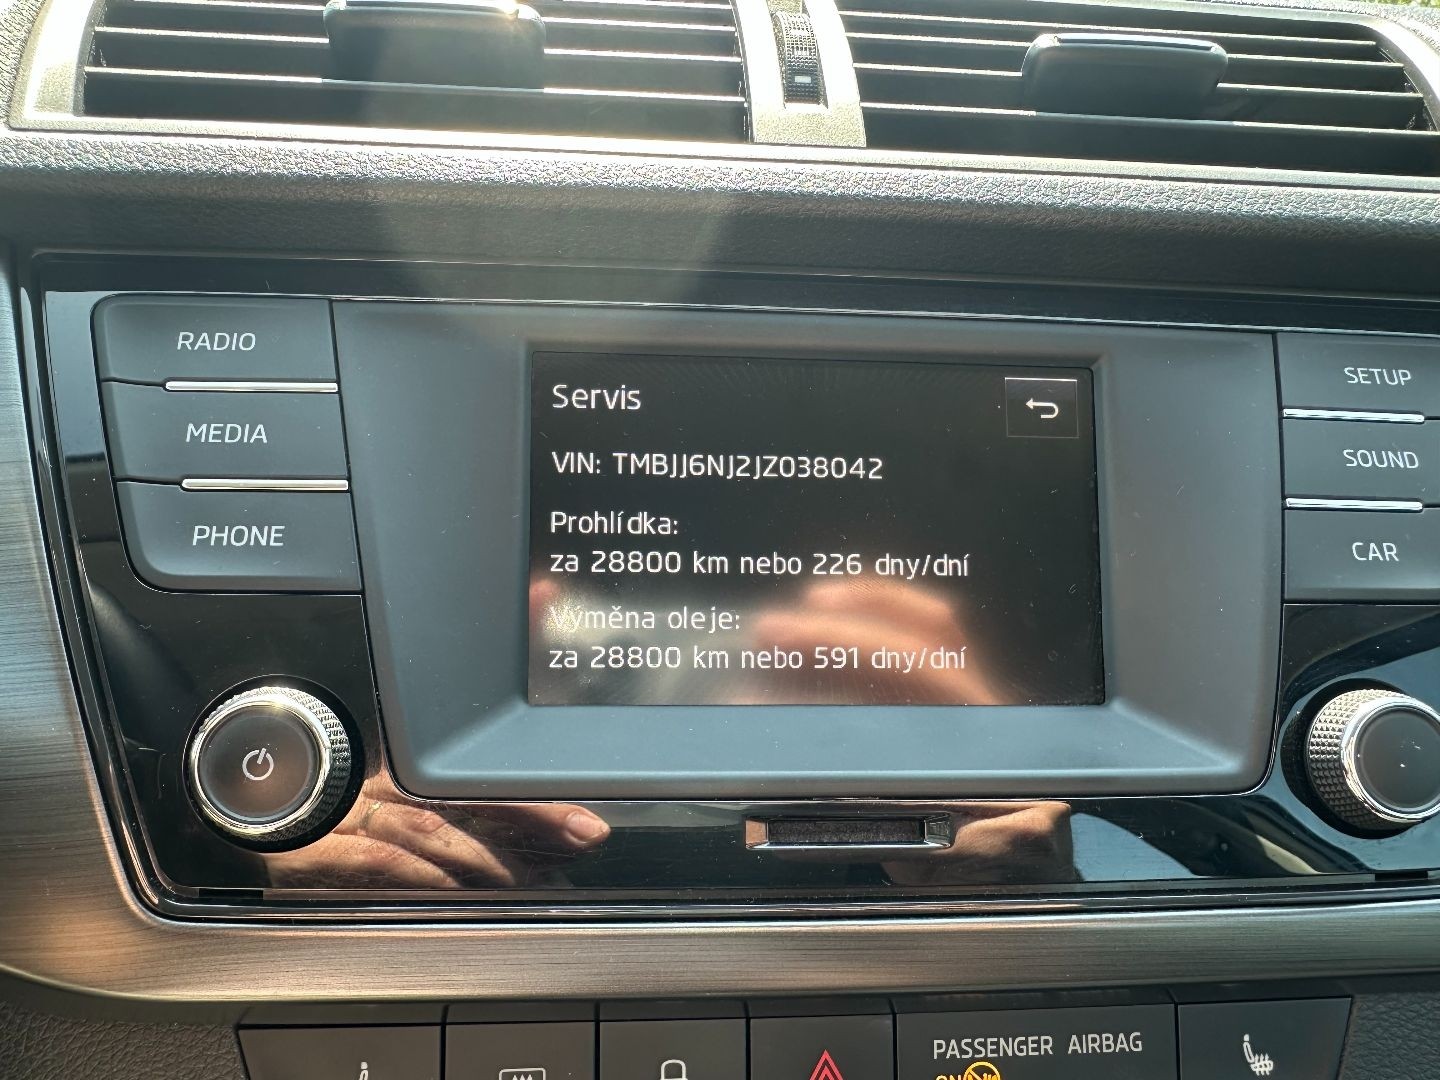 RADIO
MEDIA
PHONE
Servis
VIN: TMBJJ6NJ2JZ038042
Prohlídka:
za 28800 km nebo 226 dny/dní
Výměna oleje:
za 28800 km nebo 591 dny/dní
SETUP
SOUND
CAR
PASSENGER AIRBAG
ON